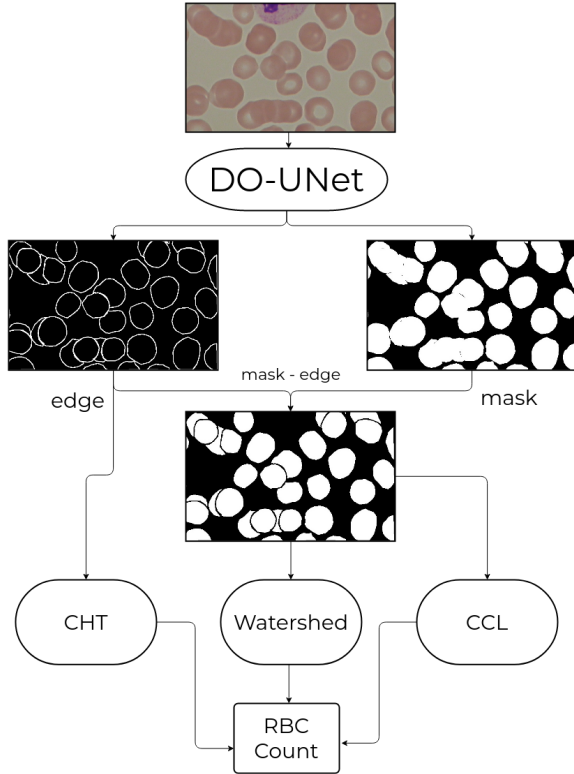 DO-UNet
mask - edge
edge
mask
CHT
Watershed
CCL
RBC
Count